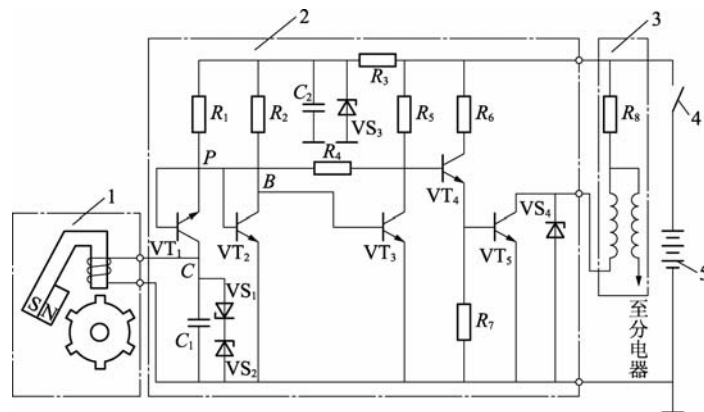 2
3
R₃
R₁
R₂
C₂
VS₃
R₅
R₆
R₈
4
P
R₄
B
VT₄
1
VT₁
VT₂
VT₃
VS₄
VT₅
C
S
N
VS₁
C₁
VS₂
R₇
5
至分电器